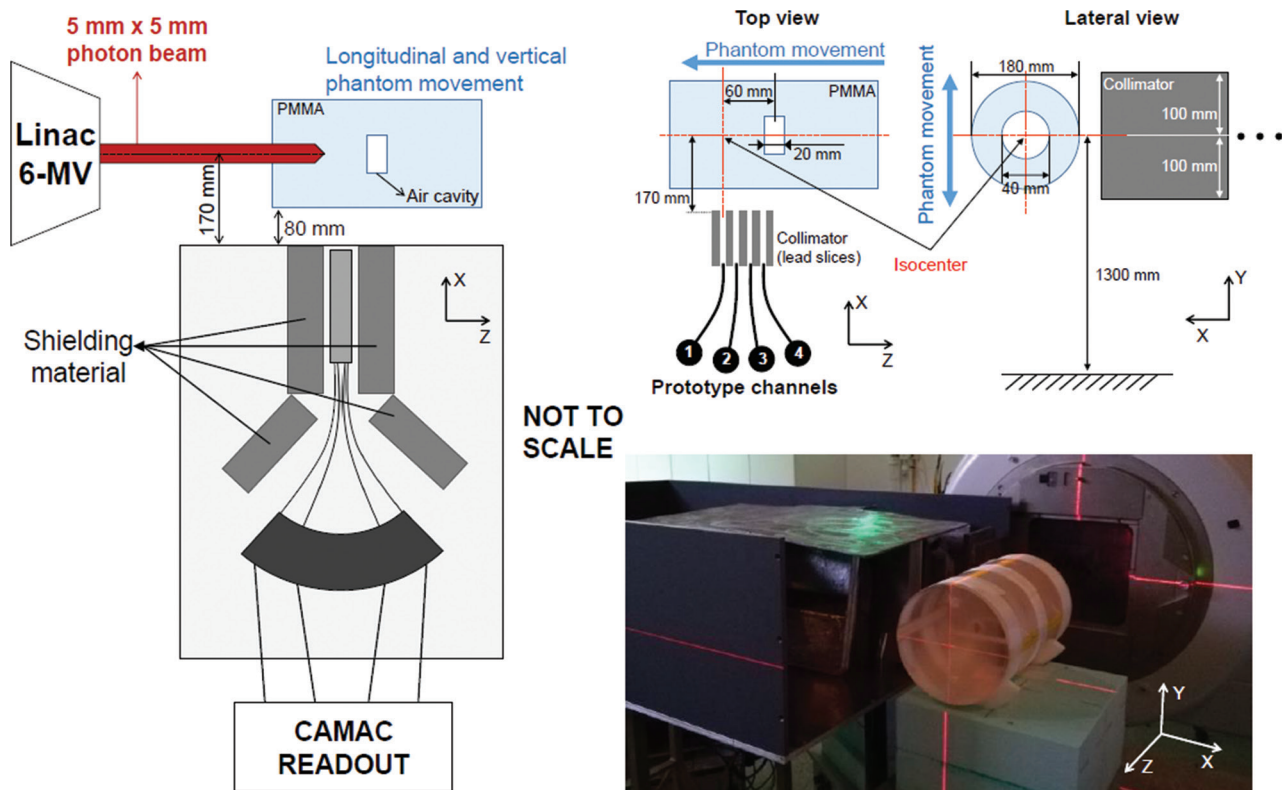 5 mm x 5 mm
photon beam
Longitudinal and vertical
phantom movement
PMMA
Linac
6-MV
Air cavity
170 mm
80 mm
X
Z
Shielding
material
NOT TO
SCALE
CAMAC
READOUT
Top view
Phantom movement
60 mm
PMMA
20 mm
170 mm
Collimator
(lead slices)
Isocenter
1
2
3
4
Prototype channels
X
Z
Lateral view
Phantom movement
180 mm
Collimator
100 mm
100 mm
40 mm
1300 mm
Y
X
Y
X
Z